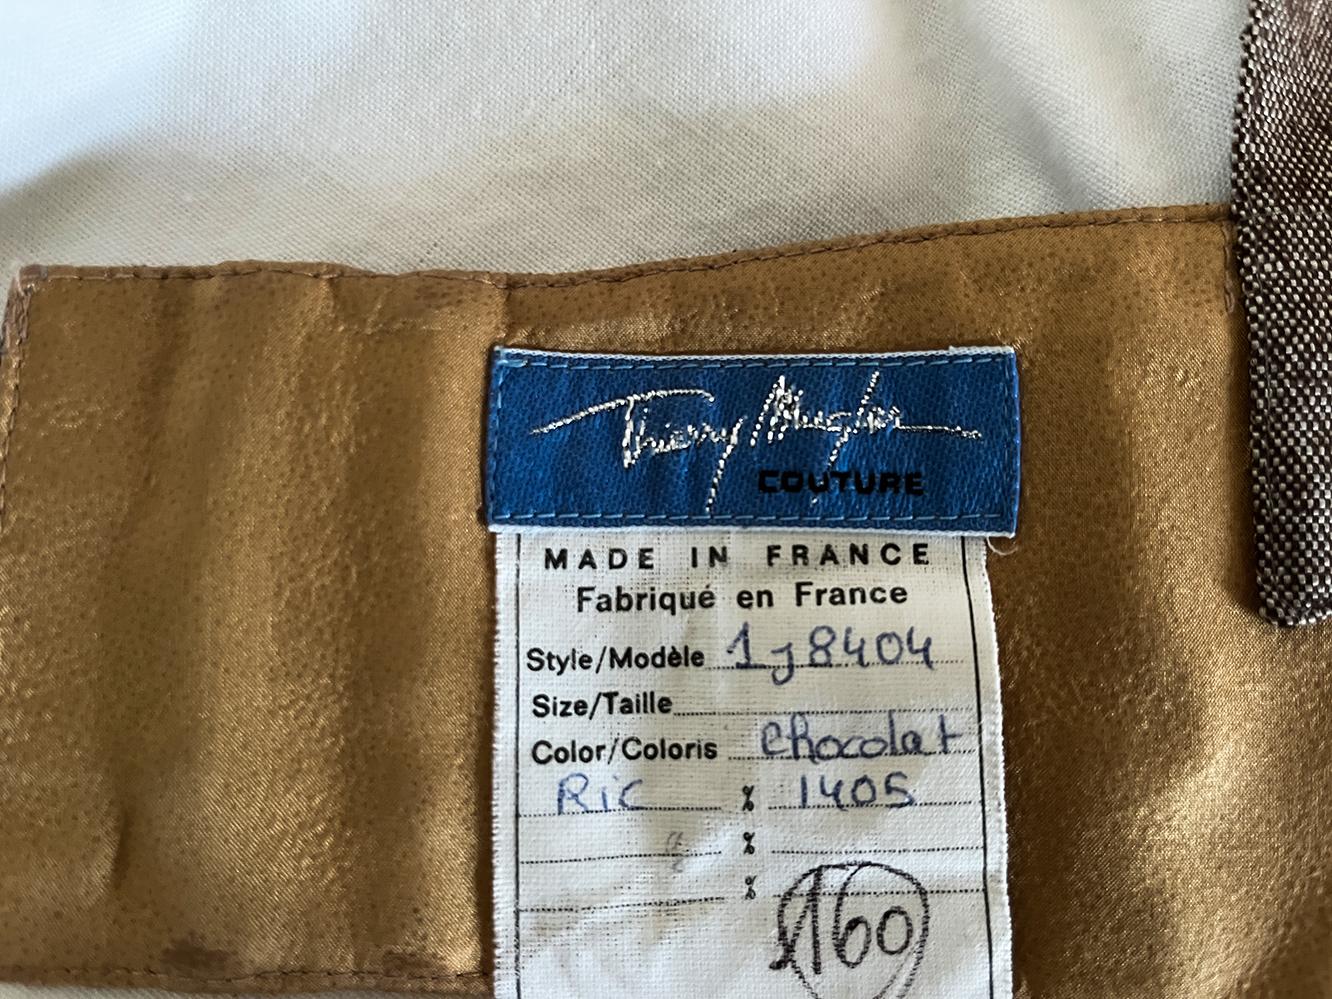 Thierry Mugler
COUTURE
MADE IN FRANCE
Fabriqué en France
Style/Modèle 1J8404
Size/Taille
Color/Coloris chocolat
Ric % 1405
%
%
160